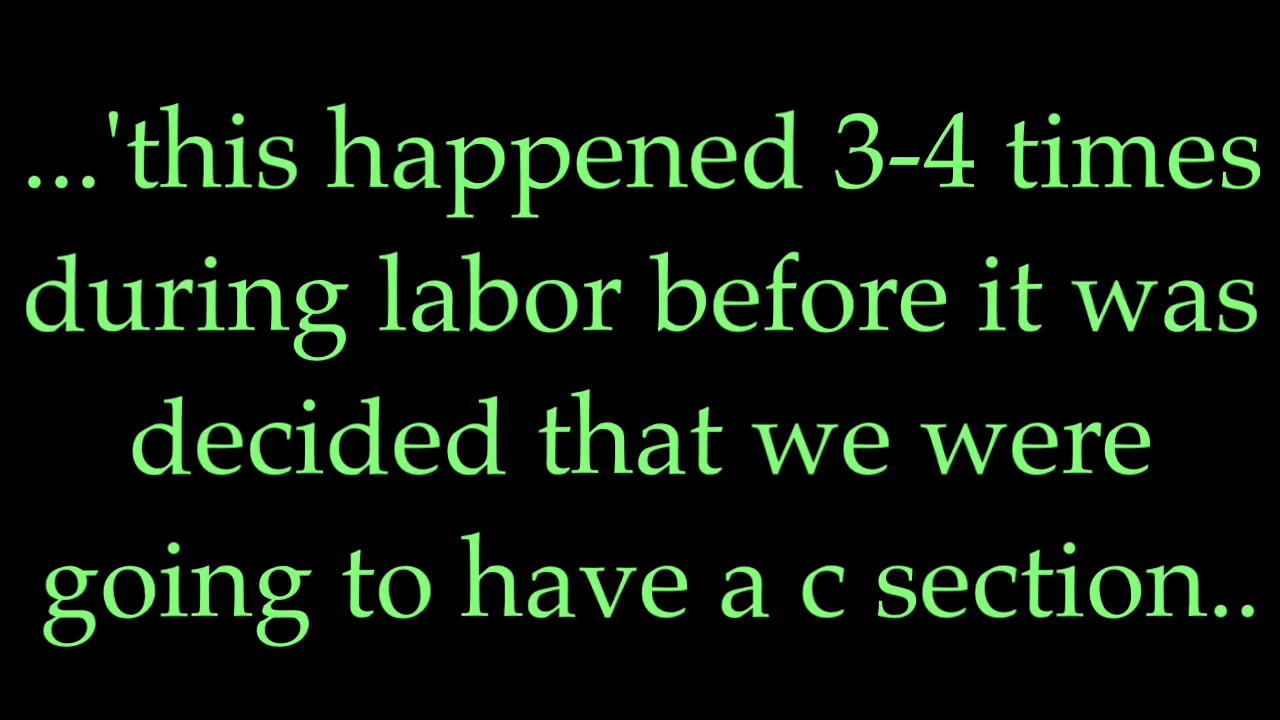 ...'this happened 3-4 times
during labor before it was
decided that we were
going to have a c section..